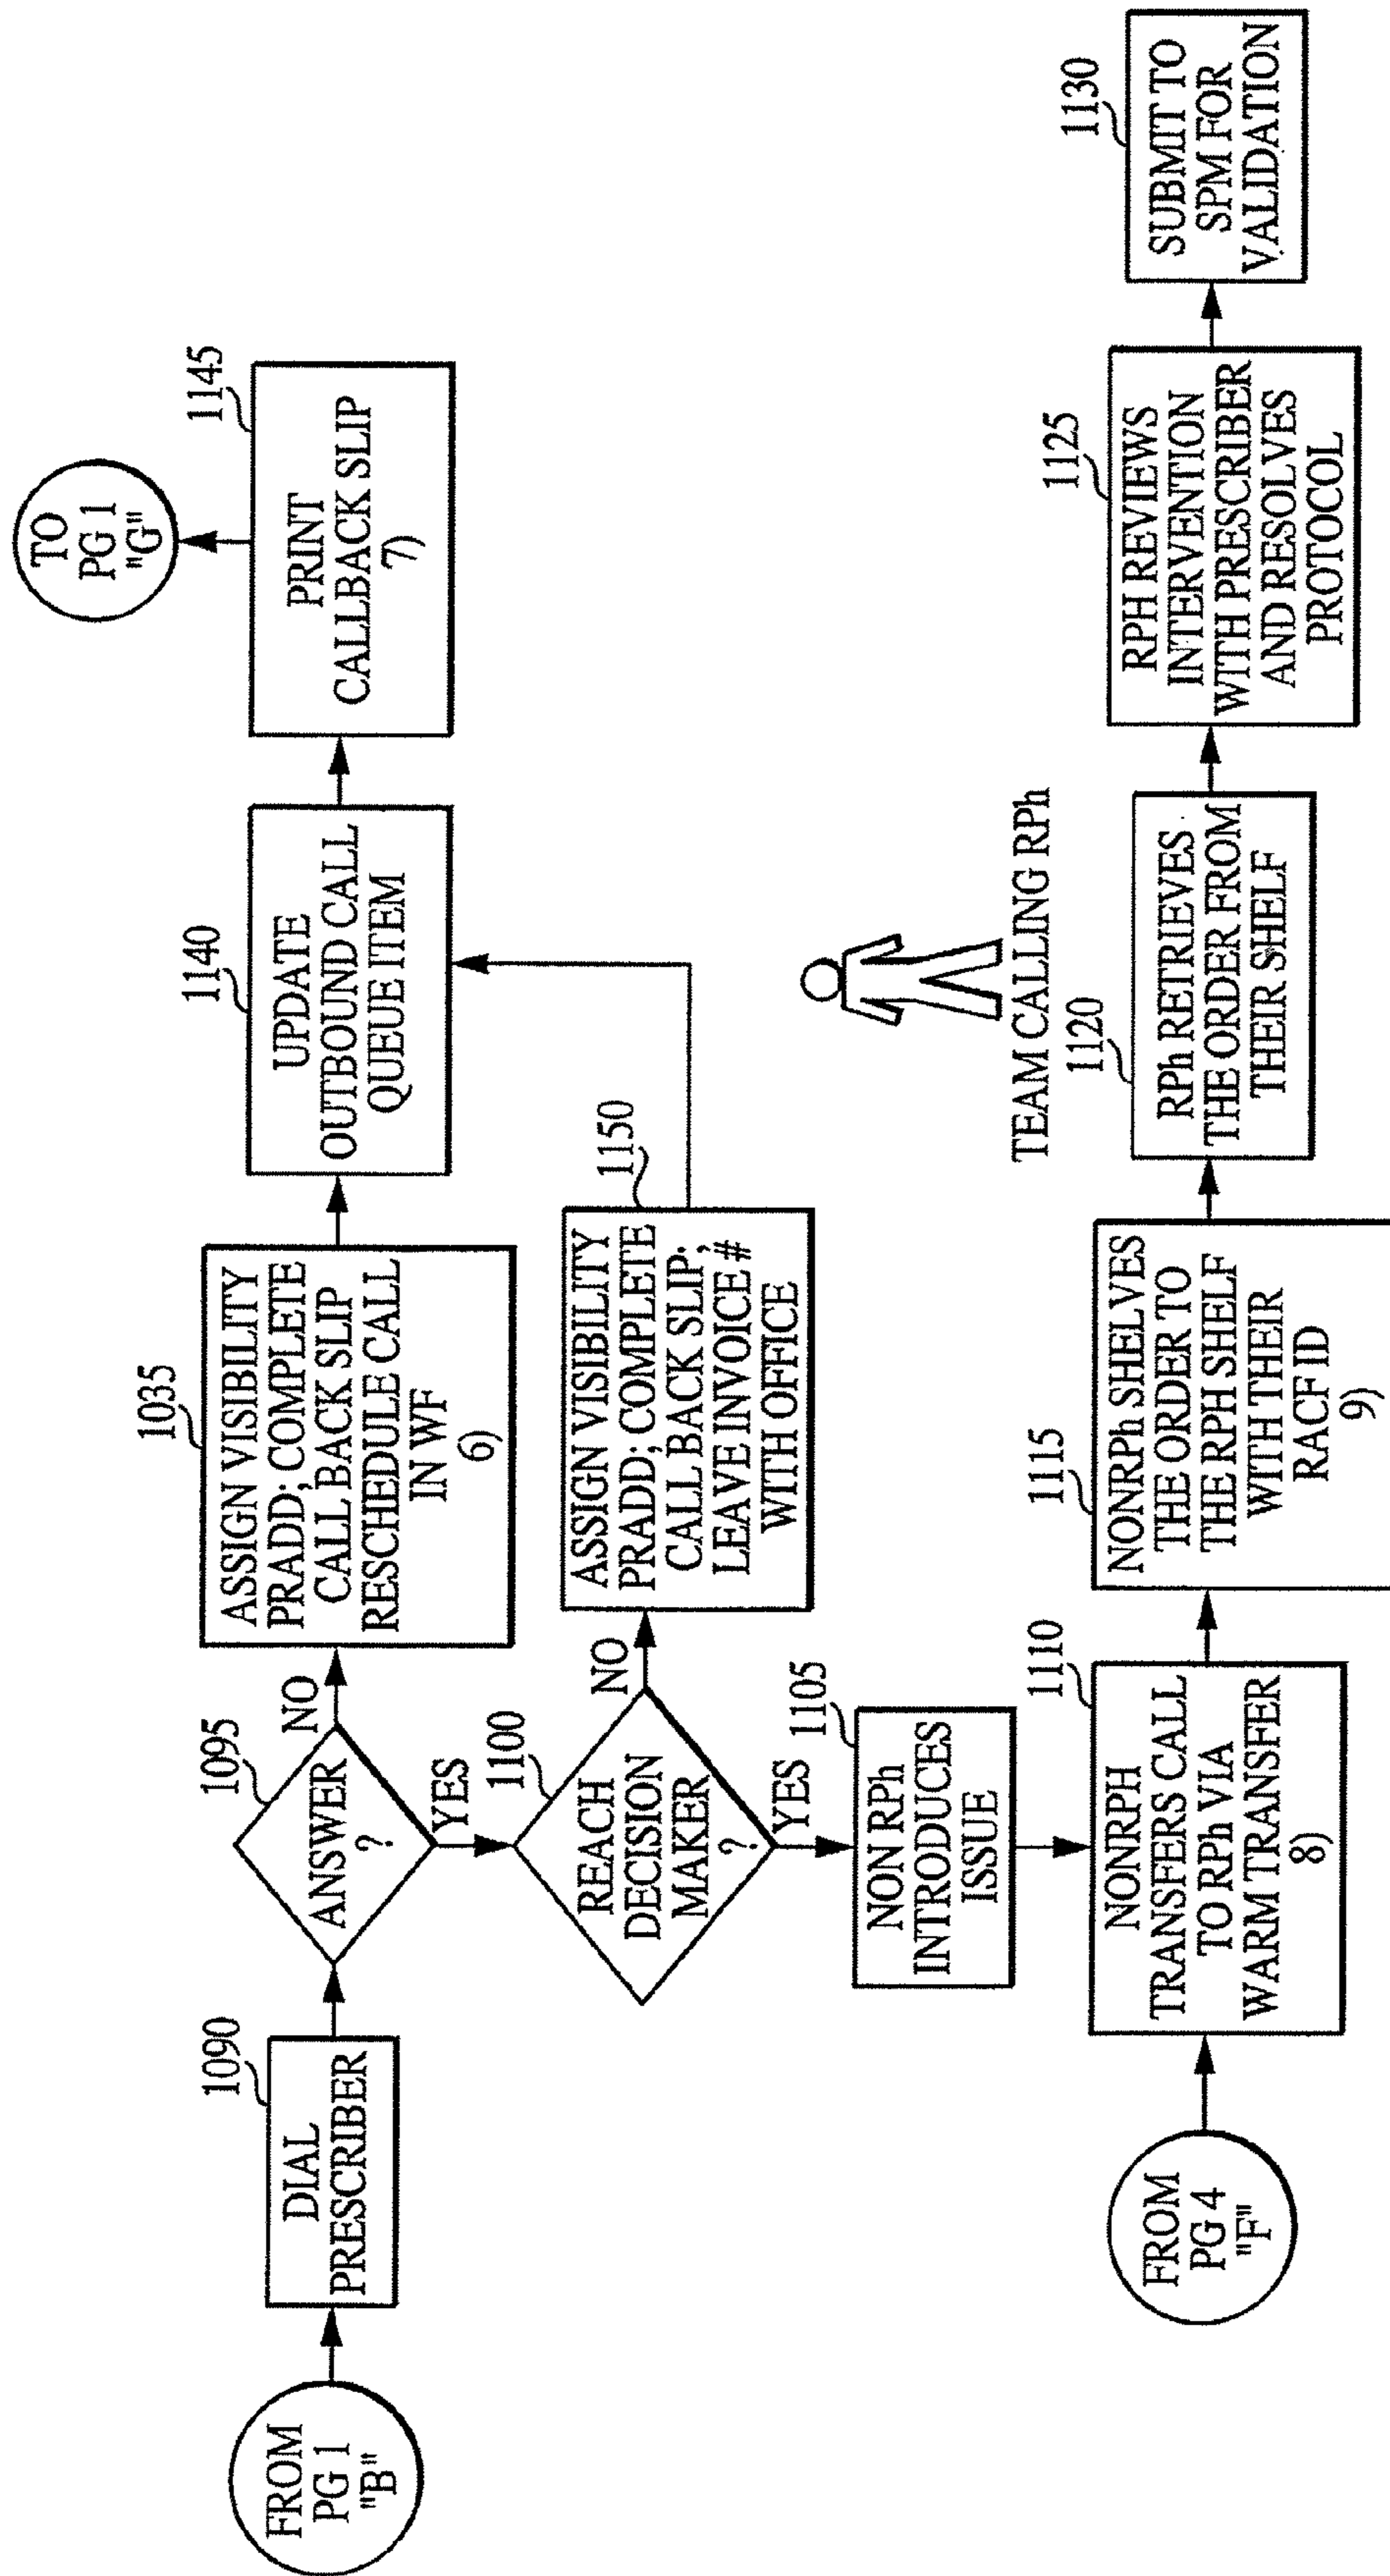 FROM
PG 1
"B"
1090
DIAL
PRESCRIBER
1095
ANSWER
?
NO
YES
1035
ASSIGN VISIBILITY
PRADD; COMPLETE
CALL BACK SLIP
RESCHEDULE CALL
IN WF
6)
1140
UPDATE
OUTBOUND CALL
QUEUE ITEM
1145
PRINT
CALLBACK SLIP
7)
TO
PG 1
"G"
1100
REACH
DECISION
MAKER
?
NO
YES
1150
ASSIGN VISIBILITY
PRADD; COMPLETE
CALL BACK SLIP;
LEAVE INVOICE #
WITH OFFICE
1105
NON RPh
INTRODUCES
ISSUE
TEAM CALLING RPh
FROM
PG 4
"F"
1110
NONRPH
TRANSFERS CALL
TO RPh VIA
WARM TRANSFER
8)
1115
NONRPh SHELVES
THE ORDER TO
THE RPH SHELF
WITH THEIR
RACF ID
9)
1120
RPh RETRIEVES
THE ORDER FROM
THEIR SHELF
1125
RPH REVIEWS
INTERVENTION
WITH PRESCRIBER
AND RESOLVES
PROTOCOL
1130
SUBMIT TO
SPM FOR
VALIDATION